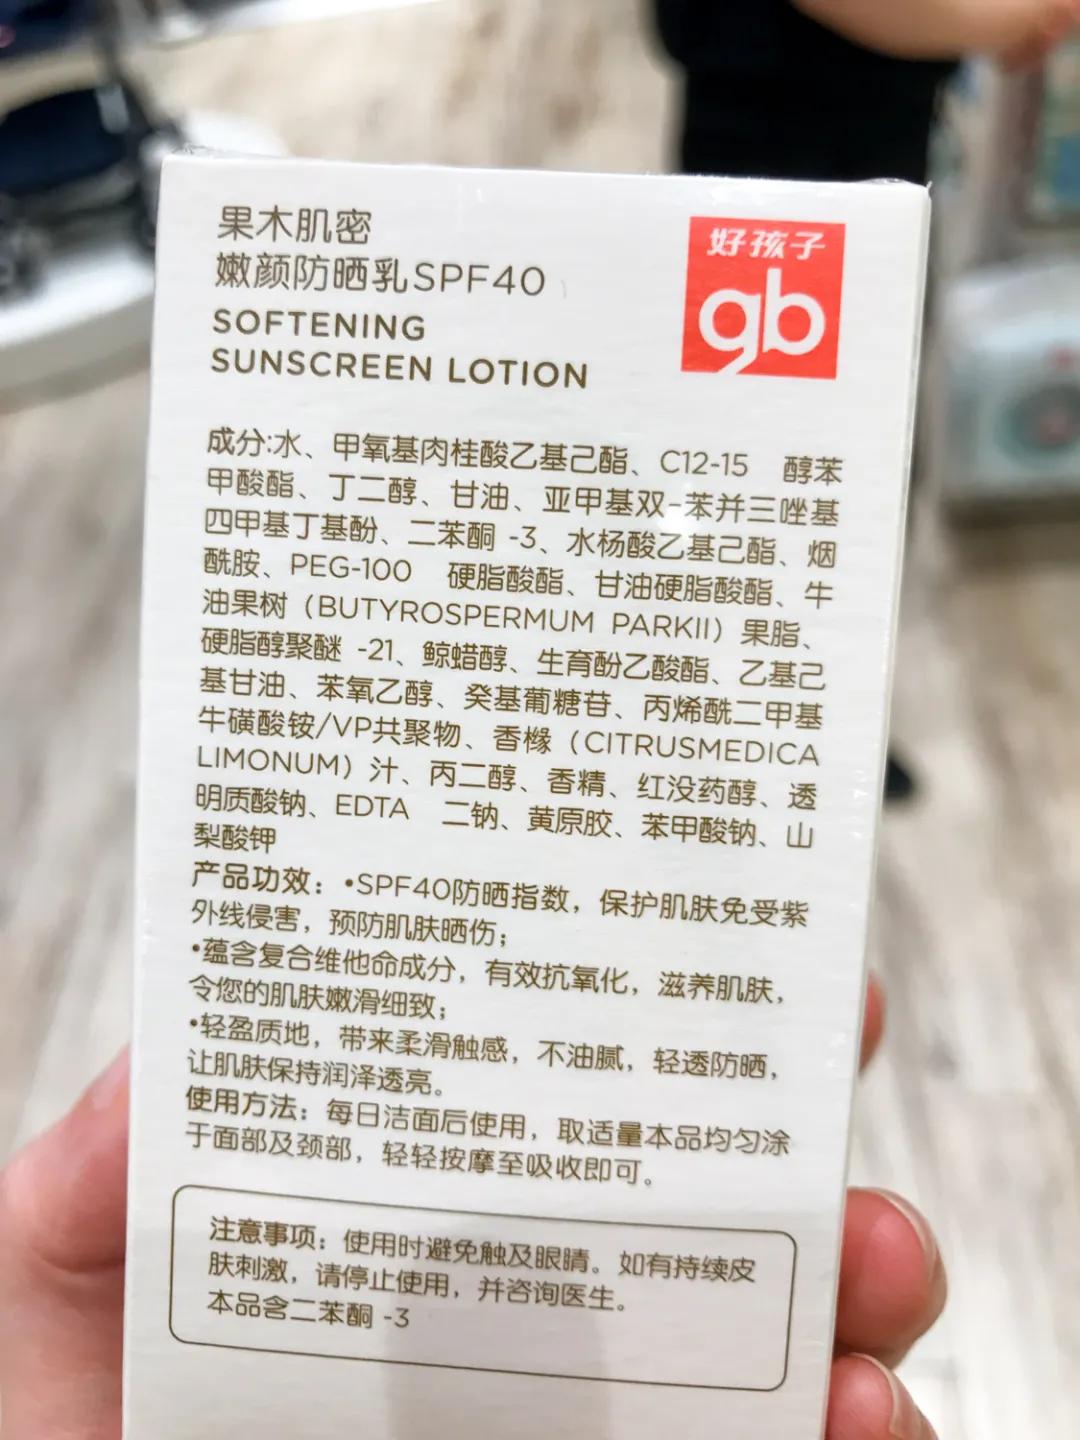 果木肌密
嫩颜防晒乳SPF40
SOFTENING
SUNSCREEN LOTION
好孩子
gb
成分:水、甲氧基肉桂酸乙基己酯、C12-15 醇苯
甲酸酯、丁二醇、甘油、亚甲基双-苯并三唑基
四甲基丁基酚、二苯酮 -3、水杨酸乙基己酯、烟
酰胺、PEG-100 硬脂酸酯、甘油硬脂酸酯、牛
油果树（BUTYROSPERMUM PARKII）果脂、
硬脂醇聚醚 -21、鲸蜡醇、生育酚乙酸酯、乙基己
基甘油、苯氧乙醇、癸基葡糖苷、丙烯酰二甲基
牛磺酸铵/VP共聚物、香橼（CITRUSMEDICA
LIMONUM）汁、丙二醇、香精、红没药醇、透
明质酸钠、EDTA 二钠、黄原胶、苯甲酸钠、山
梨酸钾
产品功效：•SPF40防晒指数，保护肌肤免受紫
外线侵害，预防肌肤晒伤；
•蕴含复合维他命成分，有效抗氧化，滋养肌肤，
令您的肌肤嫩滑细致；
•轻盈质地，带来柔滑触感，不油腻，轻透防晒，
让肌肤保持润泽透亮。
使用方法：每日洁面后使用，取适量本品均匀涂
于面部及颈部，轻轻按摩至吸收即可。
注意事项：使用时避免触及眼睛。如有持续皮
肤刺激，请停止使用，并咨询医生。
本品含二苯酮 -3